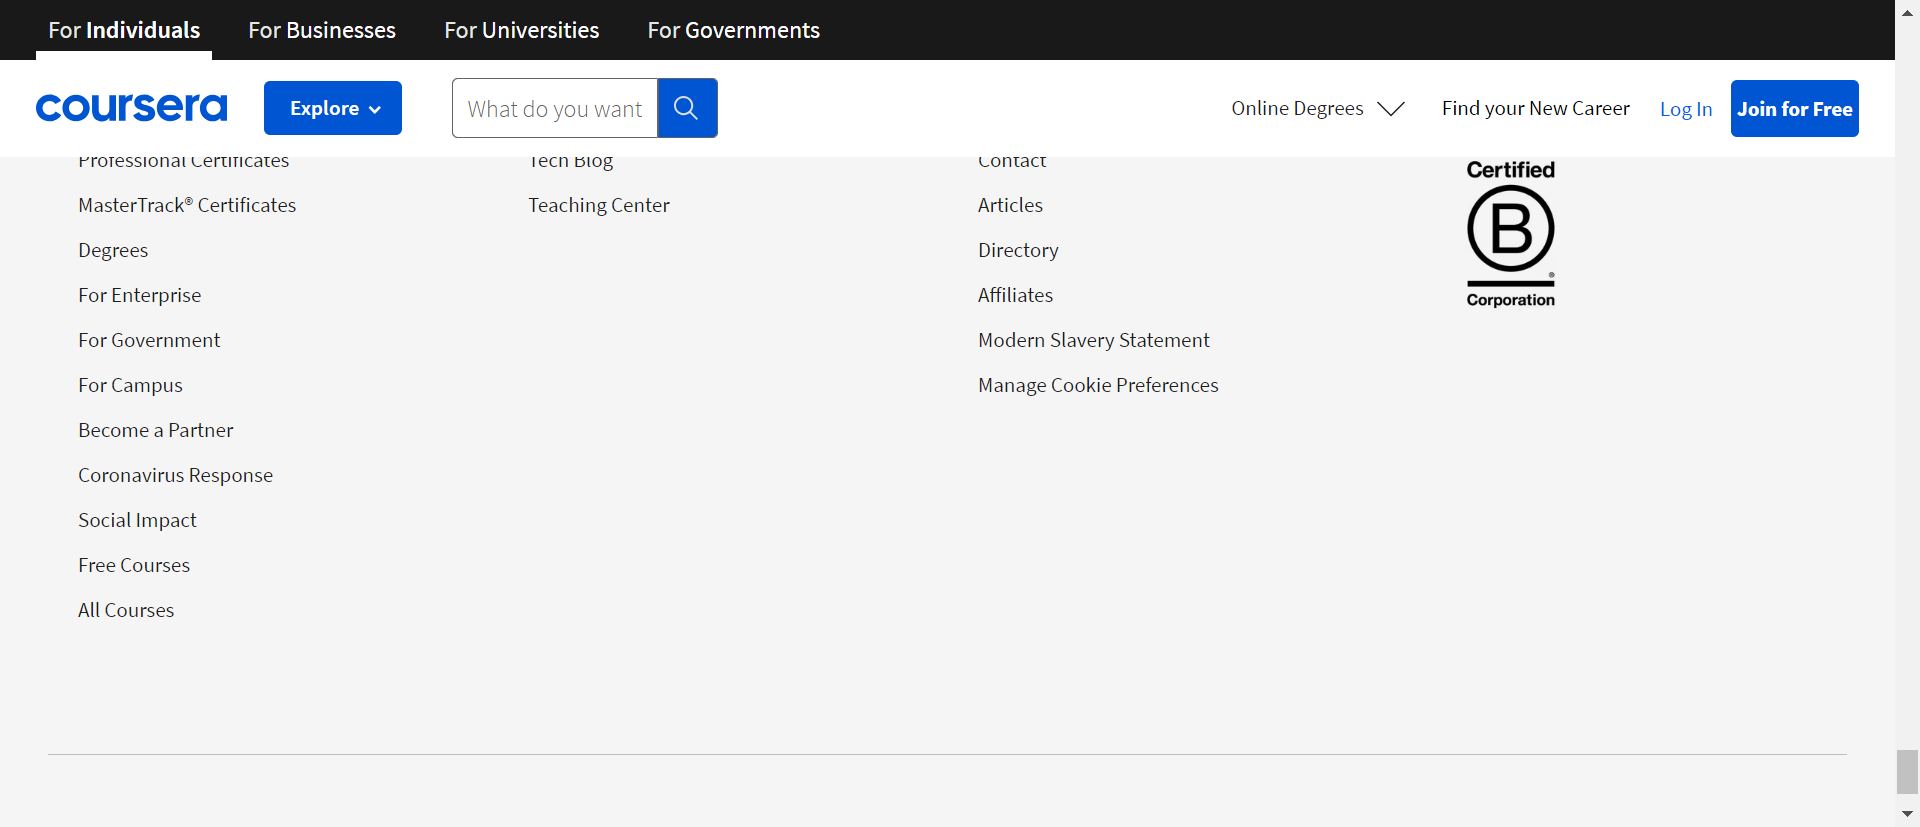 For Individuals
For Businesses
For Universities
For Governments
coursera
Explore
What do you want
Online Degrees
Find your New Career
Log In
Join for Free
Professional Certificates
MasterTrack® Certificates
Degrees
For Enterprise
For Government
For Campus
Become a Partner
Coronavirus Response
Social Impact
Free Courses
All Courses
Tech Blog
Teaching Center
Contact
Articles
Directory
Affiliates
Modern Slavery Statement
Manage Cookie Preferences
Certified
B
®
Corporation